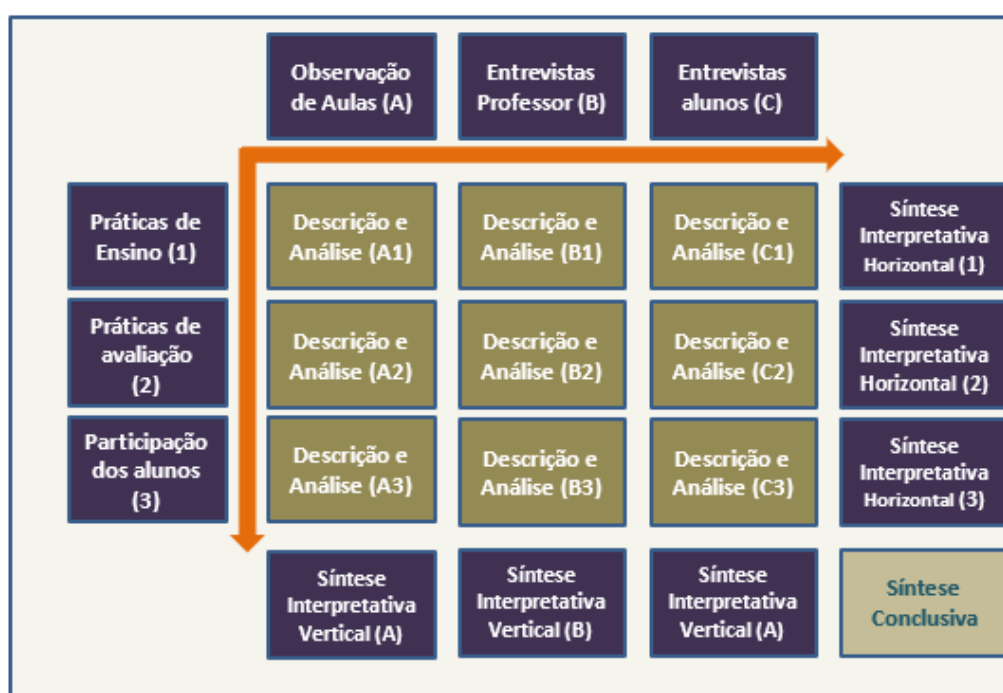 Observação
de Aulas (A)
Entrevistas
Professor (B)
Entrevistas
alunos (C)
Práticas de
Ensino (1)
Descrição e
Análise (A1)
Descrição e
Análise (B1)
Descrição e
Análise (C1)
Síntese
Interpretativa
Horizontal (1)
Práticas de
avaliação
(2)
Descrição e
Análise (A2)
Descrição e
Análise (B2)
Descrição e
Análise (C2)
Síntese
Interpretativa
Horizontal (2)
Participação
dos alunos
(3)
Descrição e
Análise (A3)
Descrição e
Análise (B3)
Descrição e
Análise (C3)
Síntese
Interpretativa
Horizontal (3)
Síntese
Interpretativa
Vertical (A)
Síntese
Interpretativa
Vertical (B)
Síntese
Interpretativa
Vertical (A)
Síntese
Conclusiva